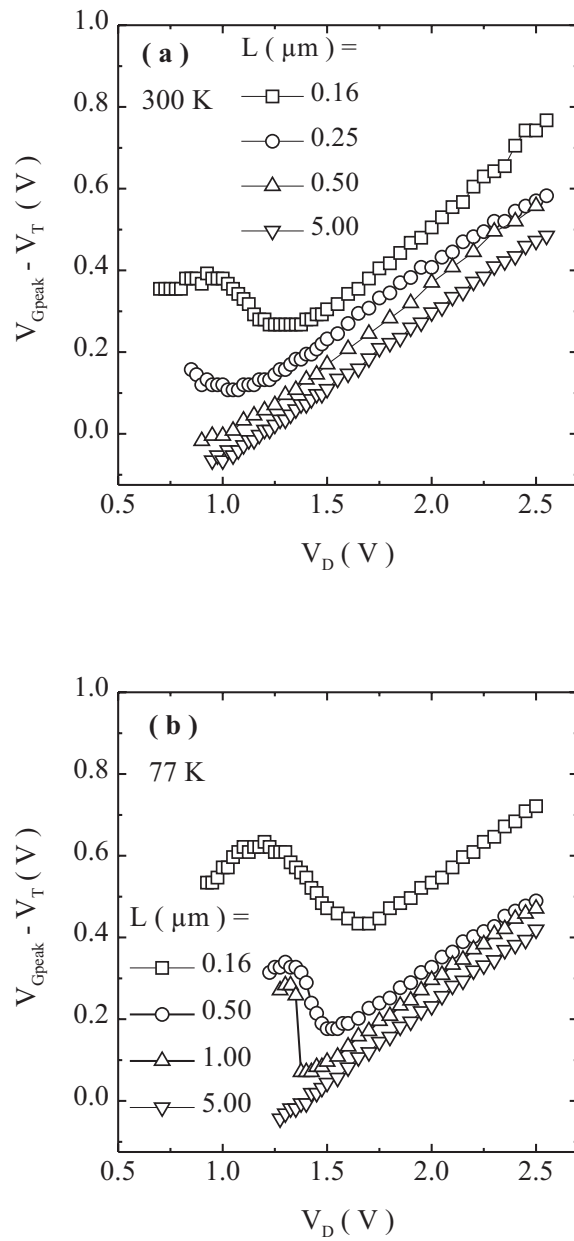 ( a )
300 K
L ( μm ) =
0.16
0.25
0.50
5.00
1.0
0.8
0.6
0.4
0.2
0.0
V_Gpeak - V_T ( V )
0.5 1.0 1.5 2.0 2.5
V_D ( V )
( b )
77 K
L ( μm ) =
0.16
0.50
1.00
5.00
1.0
0.8
0.6
0.4
0.2
0.0
V_Gpeak - V_T ( V )
0.5 1.0 1.5 2.0 2.5
V_D ( V )